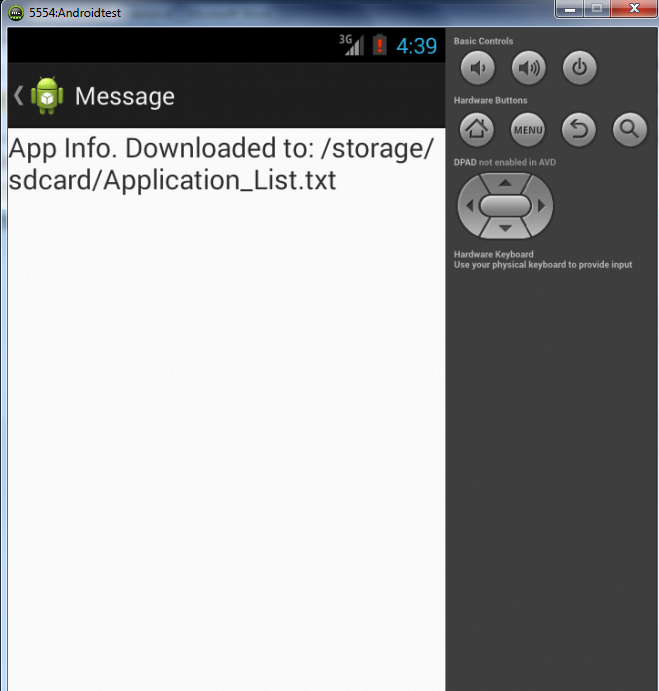 5554:Androidtest
3G 4:39
Message
App Info. Downloaded to: /storage/
sdcard/Application_List.txt
Basic Controls
Hardware Buttons
MENU
DPAD not enabled in AVD
Hardware Keyboard
Use your physical keyboard to provide input